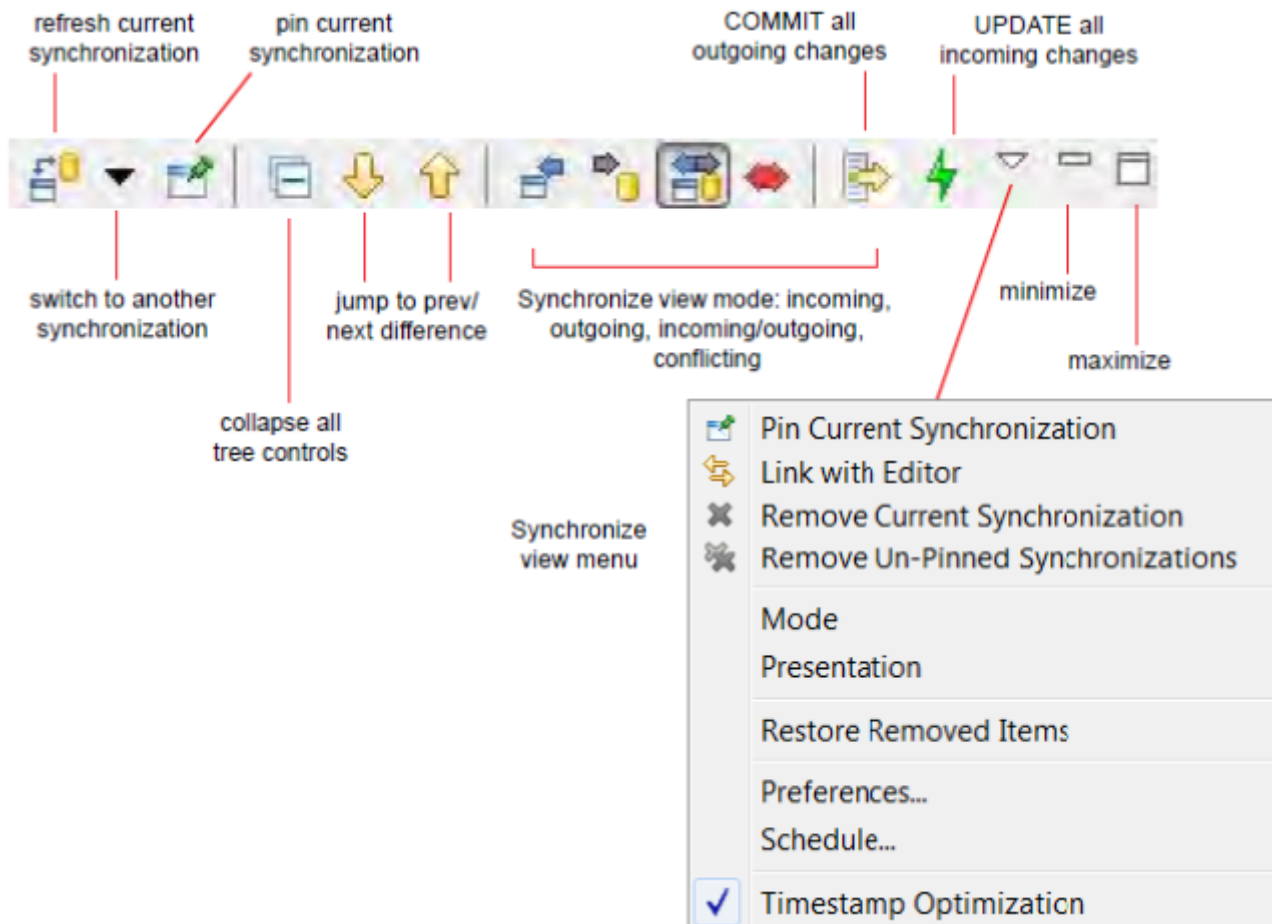 refresh current
synchronization
pin current
synchronization
COMMIT all
outgoing changes
UPDATE all
incoming changes
switch to another
synchronization
jump to prev/
next difference
Synchronize view mode: incoming,
outgoing, incoming/outgoing,
conflicting
minimize
maximize
collapse all
tree controls
Synchronize
view menu
Pin Current Synchronization
Link with Editor
Remove Current Synchronization
Remove Un-Pinned Synchronizations
Mode
Presentation
Restore Removed Items
Preferences...
Schedule...
Timestamp Optimization